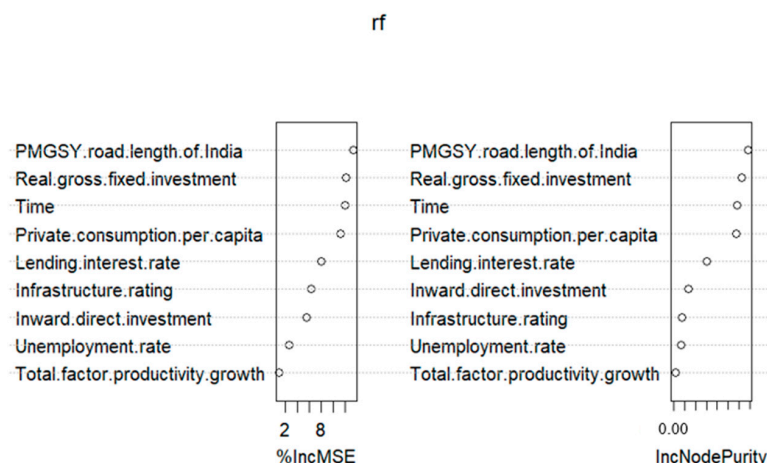 rf
PMGSY.road.length.of.India
Real.gross.fixed.investment
Time
Private.consumption.per.capita
Lending.interest.rate
Infrastructure.rating
Inward.direct.investment
Unemployment.rate
Total.factor.productivity.growth
2 8
%IncMSE
PMGSY.road.length.of.India
Real.gross.fixed.investment
Time
Private.consumption.per.capita
Lending.interest.rate
Inward.direct.investment
Infrastructure.rating
Unemployment.rate
Total.factor.productivity.growth
0.00
IncNodePurity